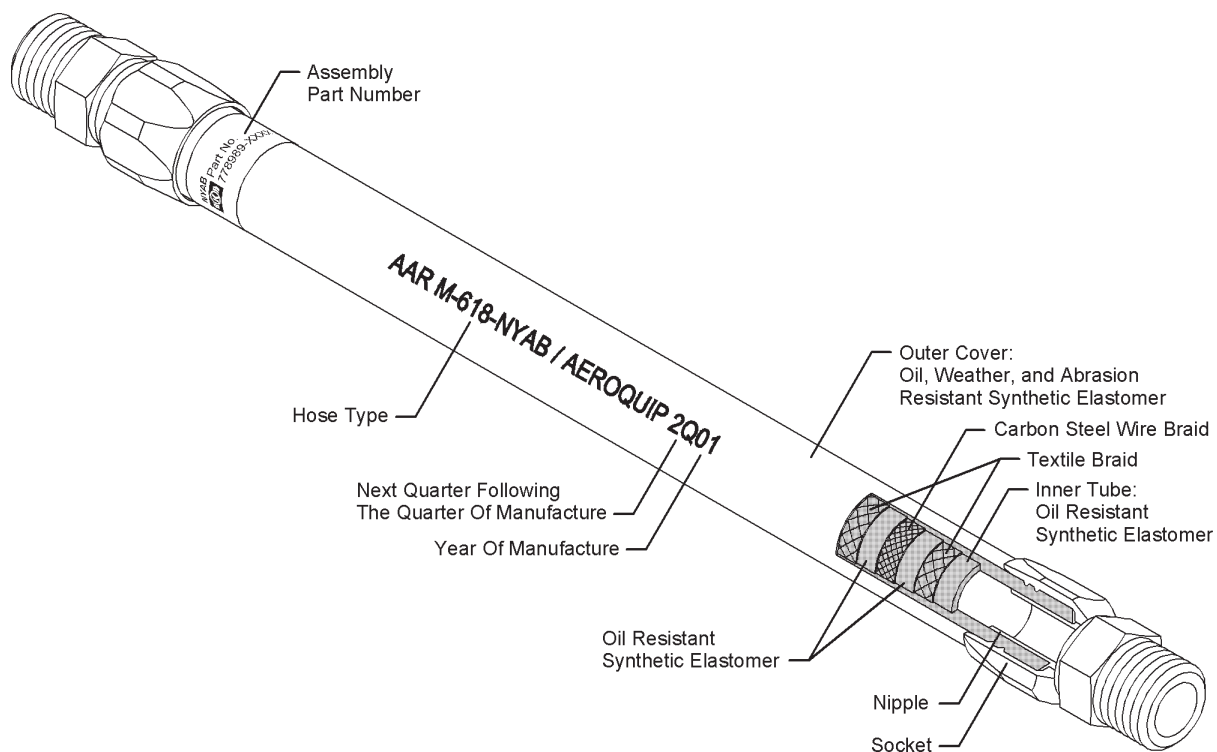 Assembly
Part Number
NYAB
Part No.
778989-XXXX
AAR M-618-NYAB / AEROQUIP 2Q01
Hose Type
Outer Cover:
Oil, Weather, and Abrasion
Resistant Synthetic Elastomer
Carbon Steel Wire Braid
Textile Braid
Inner Tube:
Oil Resistant
Synthetic Elastomer
Next Quarter Following
The Quarter Of Manufacture
Year Of Manufacture
Oil Resistant
Synthetic Elastomer
Nipple
Socket